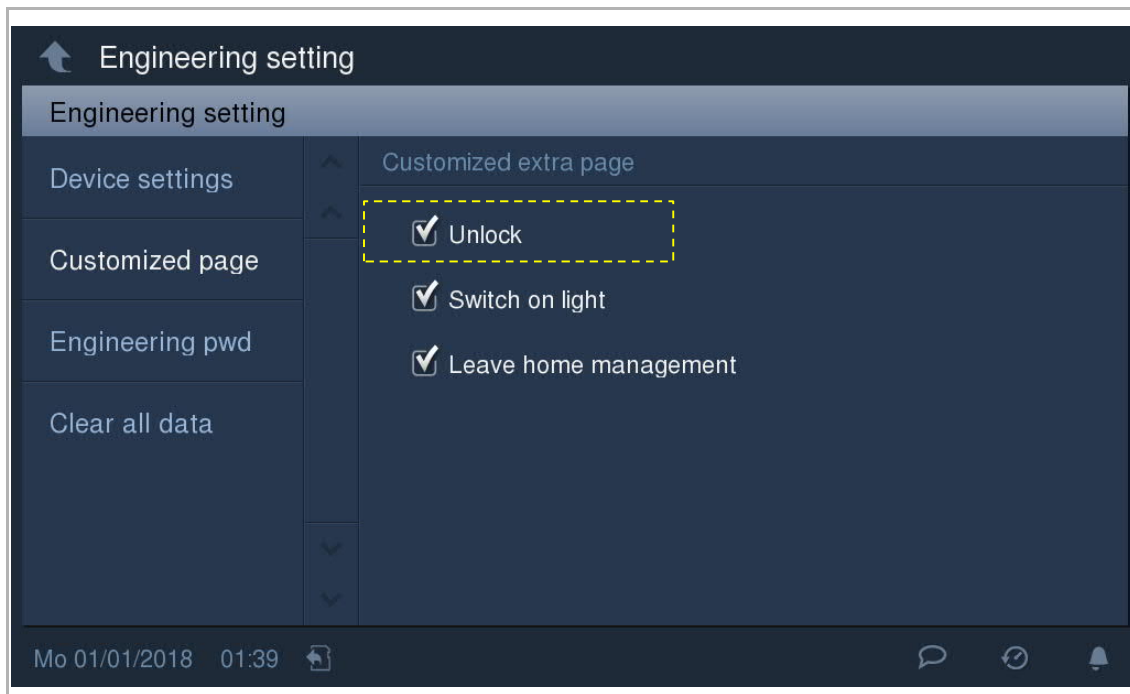 Engineering setting
Engineering setting
Device settings
Customized page
Engineering pwd
Clear all data
Customized extra page
Unlock
Switch on light
Leave home management
Mo 01/01/2018 01:39